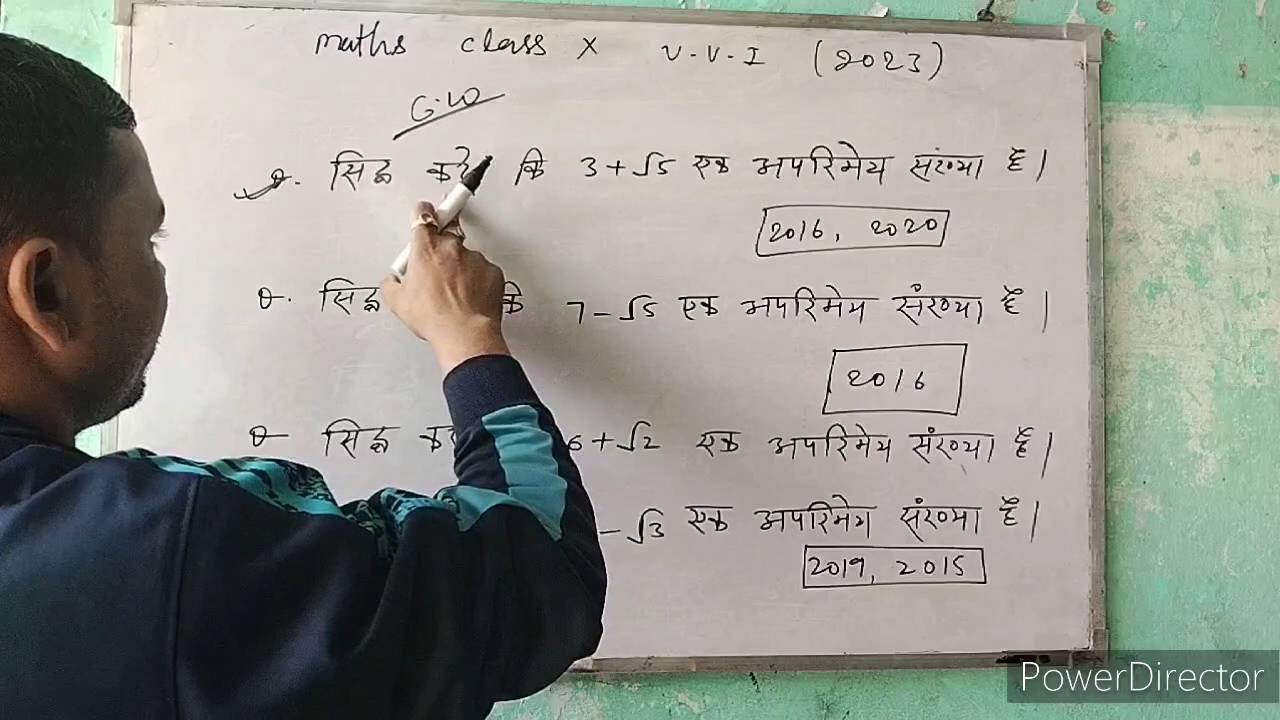 maths class X V.V.I (2023)
G.W
Q. सिद्ध करे कि 3+√5 एक अपरिमेय संख्या है।
2016, 2020
Q. सिद्ध कि 7-√5 एक अपरिमेय संख्या है।
2016
Q सिद्ध 6+√2 एक अपरिमेय संख्या है।
-√3 एक अपरिमेय संख्या है।
2019, 2015
PowerDirector